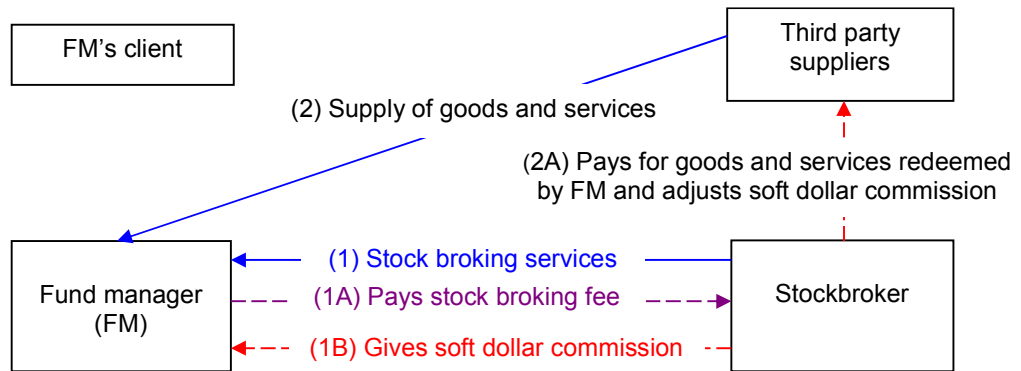 FM's client
Third party
suppliers
(2) Supply of goods and services
(2A) Pays for goods and services redeemed
by FM and adjusts soft dollar commission
Fund manager
(FM)
(1) Stock broking services
(1A) Pays stock broking fee
(1B) Gives soft dollar commission
Stockbroker